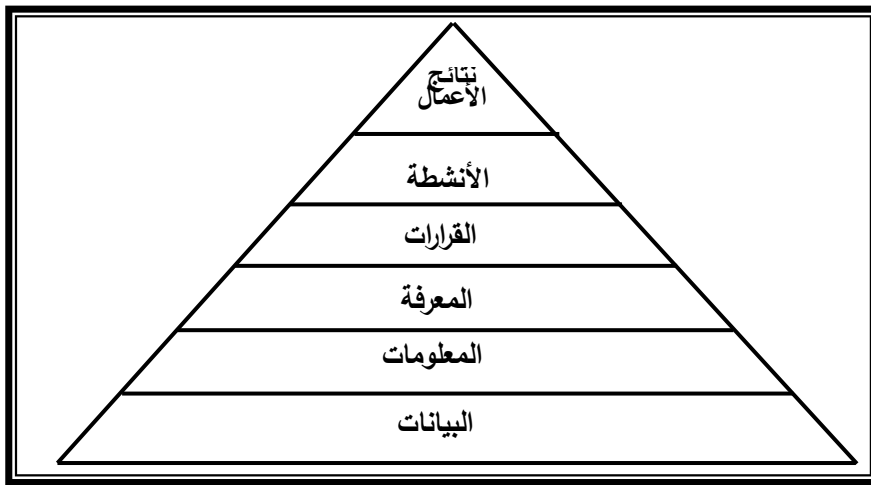 نتائج
الأعمال
الأنشطة
القرارات
المعرفة
المعلومات
البيانات